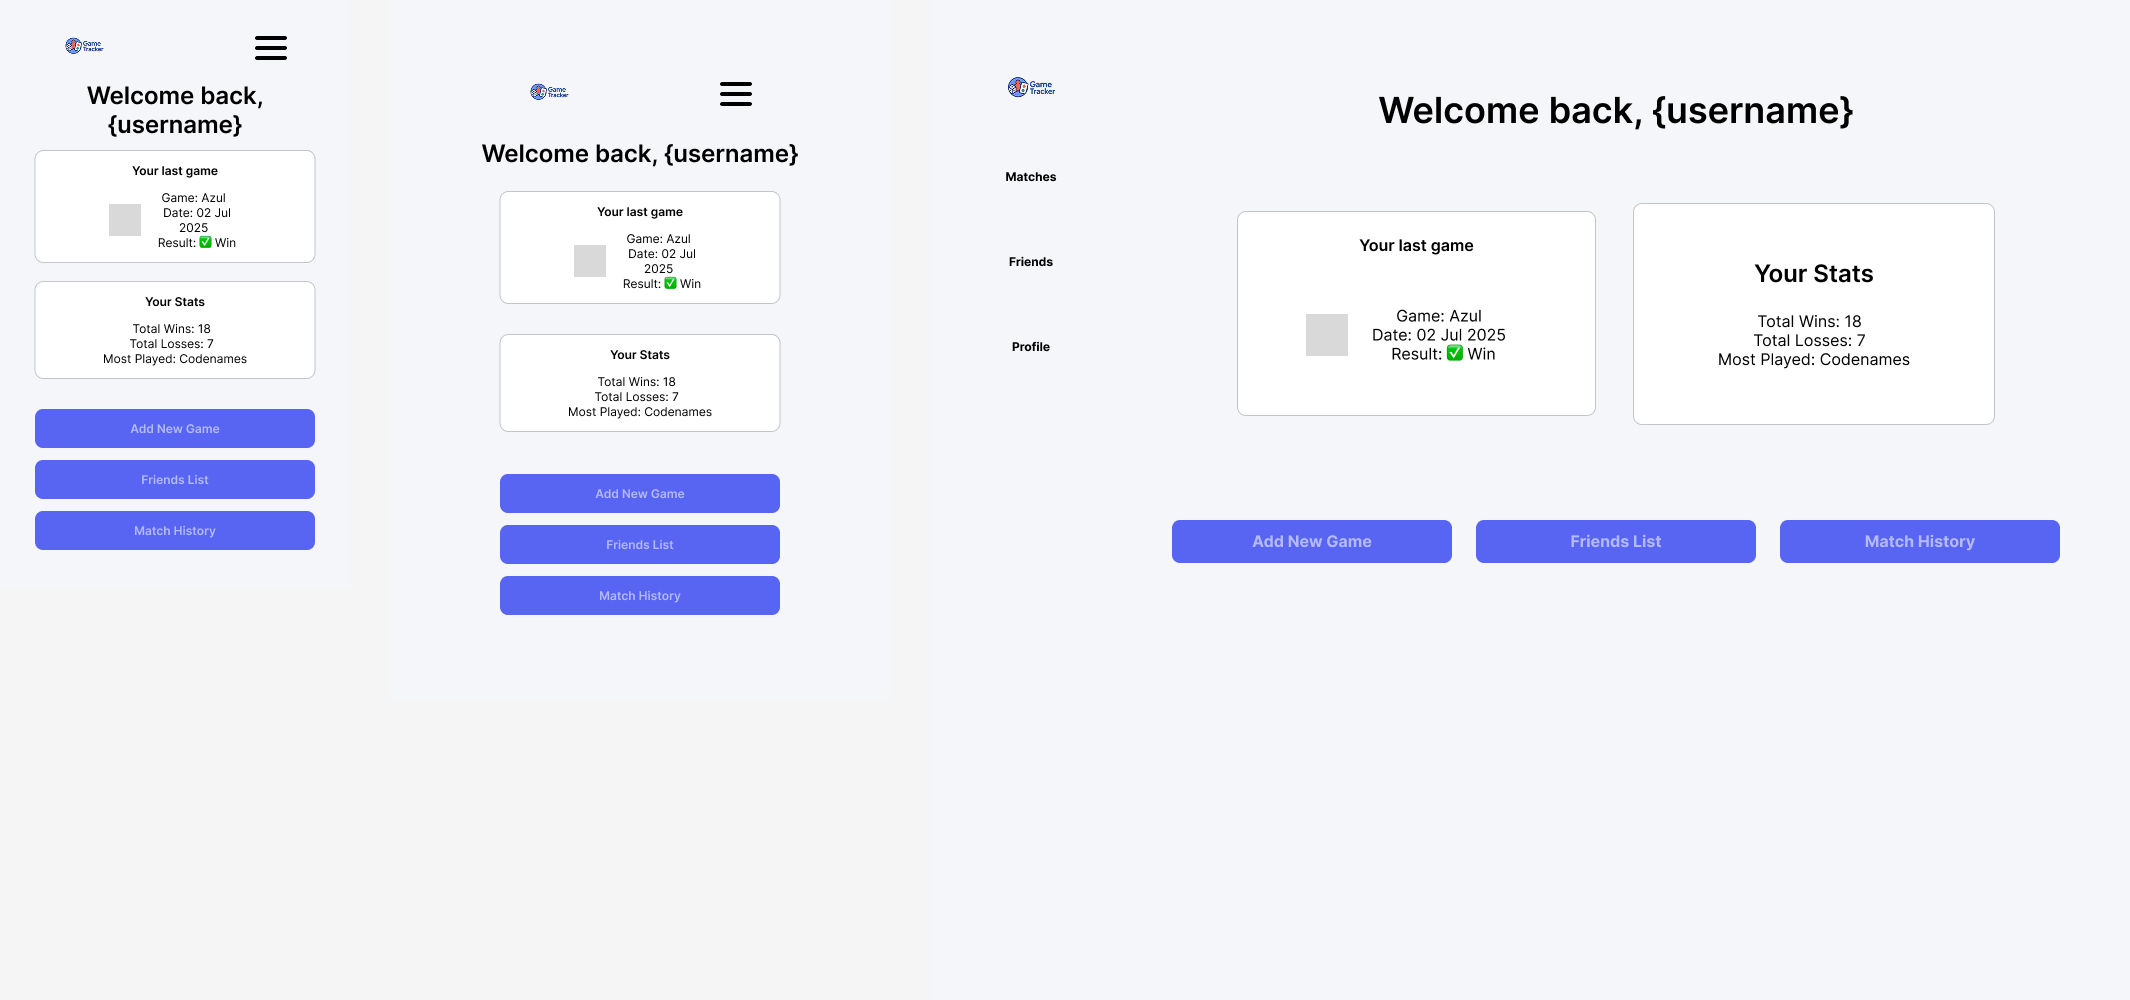 Game
Tracker
Welcome back,
{username}
Your last game
Game: Azul
Date: 02 Jul
2025
Result: ✅ Win
Your Stats
Total Wins: 18
Total Losses: 7
Most Played: Codenames
Add New Game
Friends List
Match History
Game
Tracker
Welcome back, {username}
Your last game
Game: Azul
Date: 02 Jul
2025
Result: ✅ Win
Your Stats
Total Wins: 18
Total Losses: 7
Most Played: Codenames
Add New Game
Friends List
Match History
Game
Tracker
Matches
Friends
Profile
Welcome back, {username}
Your last game
Game: Azul
Date: 02 Jul 2025
Result: ✅ Win
Your Stats
Total Wins: 18
Total Losses: 7
Most Played: Codenames
Add New Game
Friends List
Match History